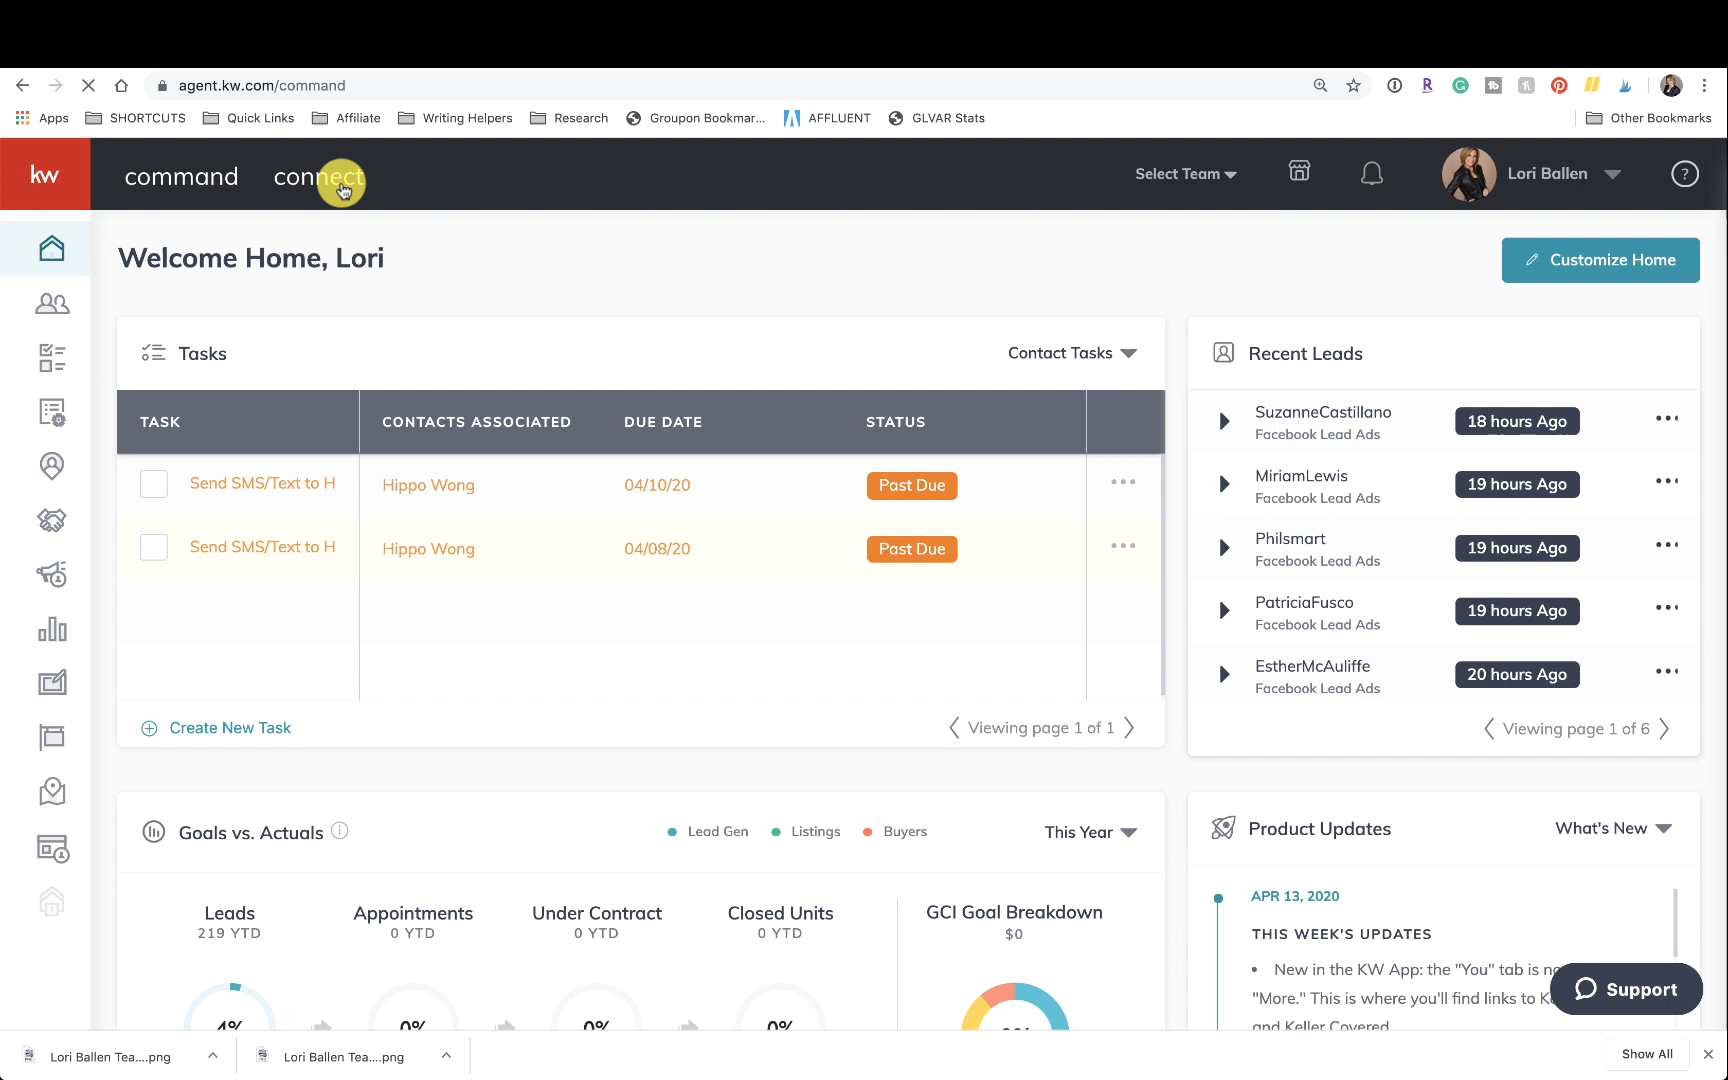 agent.kw.com/command
Apps SHORTCUTS Quick Links Affiliate Writing Helpers Research Groupon Bookmar... AFFLUENT GLVAR Stats Other Bookmarks
kw command connect Select Team Lori Ballen ?
Welcome Home, Lori
Customize Home
Tasks
Contact Tasks
TASK CONTACTS ASSOCIATED DUE DATE STATUS
Send SMS/Text to H Hippo Wong 04/10/20 Past Due
Send SMS/Text to H Hippo Wong 04/08/20 Past Due
Create New Task
Viewing page 1 of 1
Recent Leads
SuzanneCastillano
Facebook Lead Ads
18 hours Ago
MiriamLewis
Facebook Lead Ads
19 hours Ago
Philsmart
Facebook Lead Ads
19 hours Ago
PatriciaFusco
Facebook Lead Ads
19 hours Ago
EstherMcAuliffe
Facebook Lead Ads
20 hours Ago
Viewing page 1 of 6
Goals vs. Actuals
Lead Gen Listings Buyers
This Year
Leads
219 YTD
4%
Appointments
0 YTD
0%
Under Contract
0 YTD
0%
Closed Units
0 YTD
0%
GCI Goal Breakdown
$0
Product Updates
What's New
APR 13, 2020
THIS WEEK'S UPDATES
• New in the KW App: the "You" tab is
"More." This is where you'll find links to
and Keller Covered
Support
Lori Ballen Tea....png
Lori Ballen Tea....png
Show All